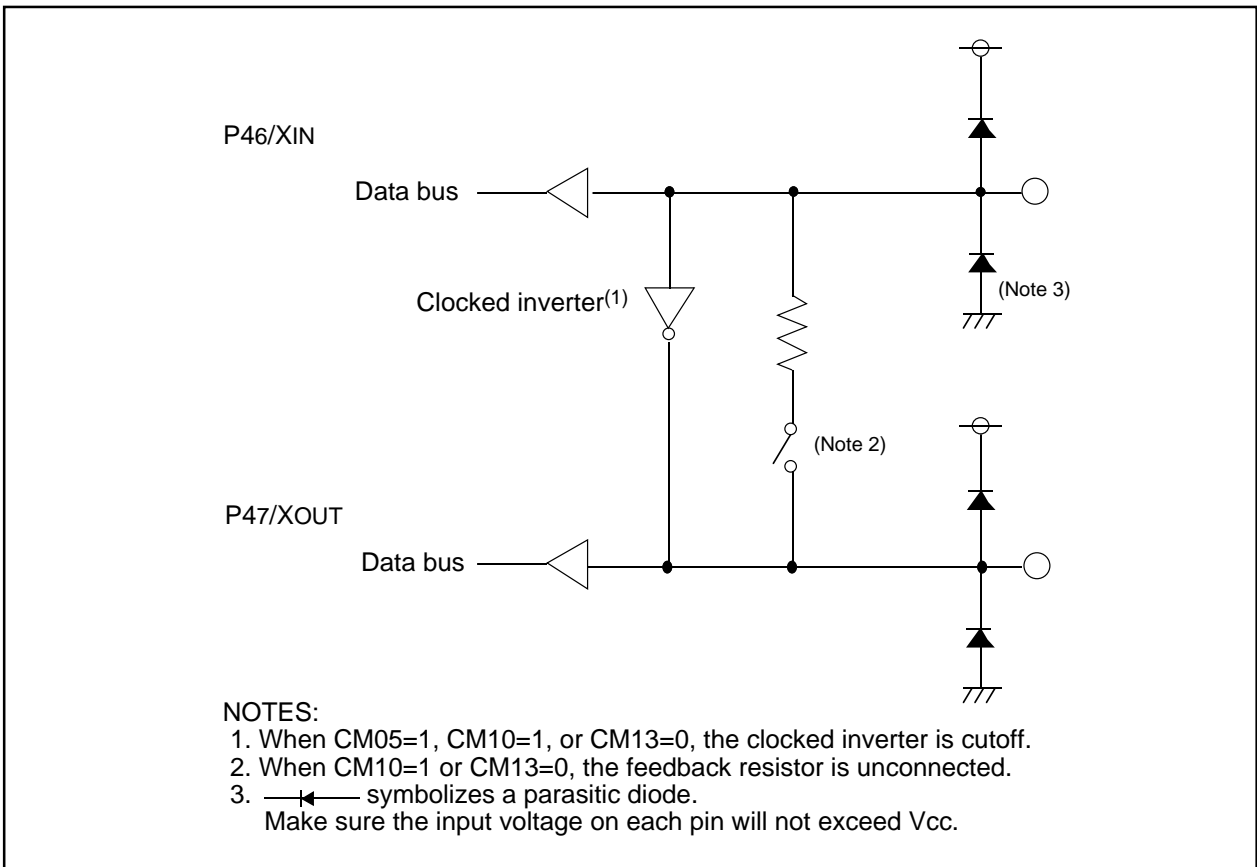 P46/XIN
Data bus
Clocked inverter(1)
(Note 3)
(Note 2)
P47/XOUT
Data bus
NOTES:
1. When CM05=1, CM10=1, or CM13=0, the clocked inverter is cutoff.
2. When CM10=1 or CM13=0, the feedback resistor is unconnected.
3. symbolizes a parasitic diode.
Make sure the input voltage on each pin will not exceed Vcc.